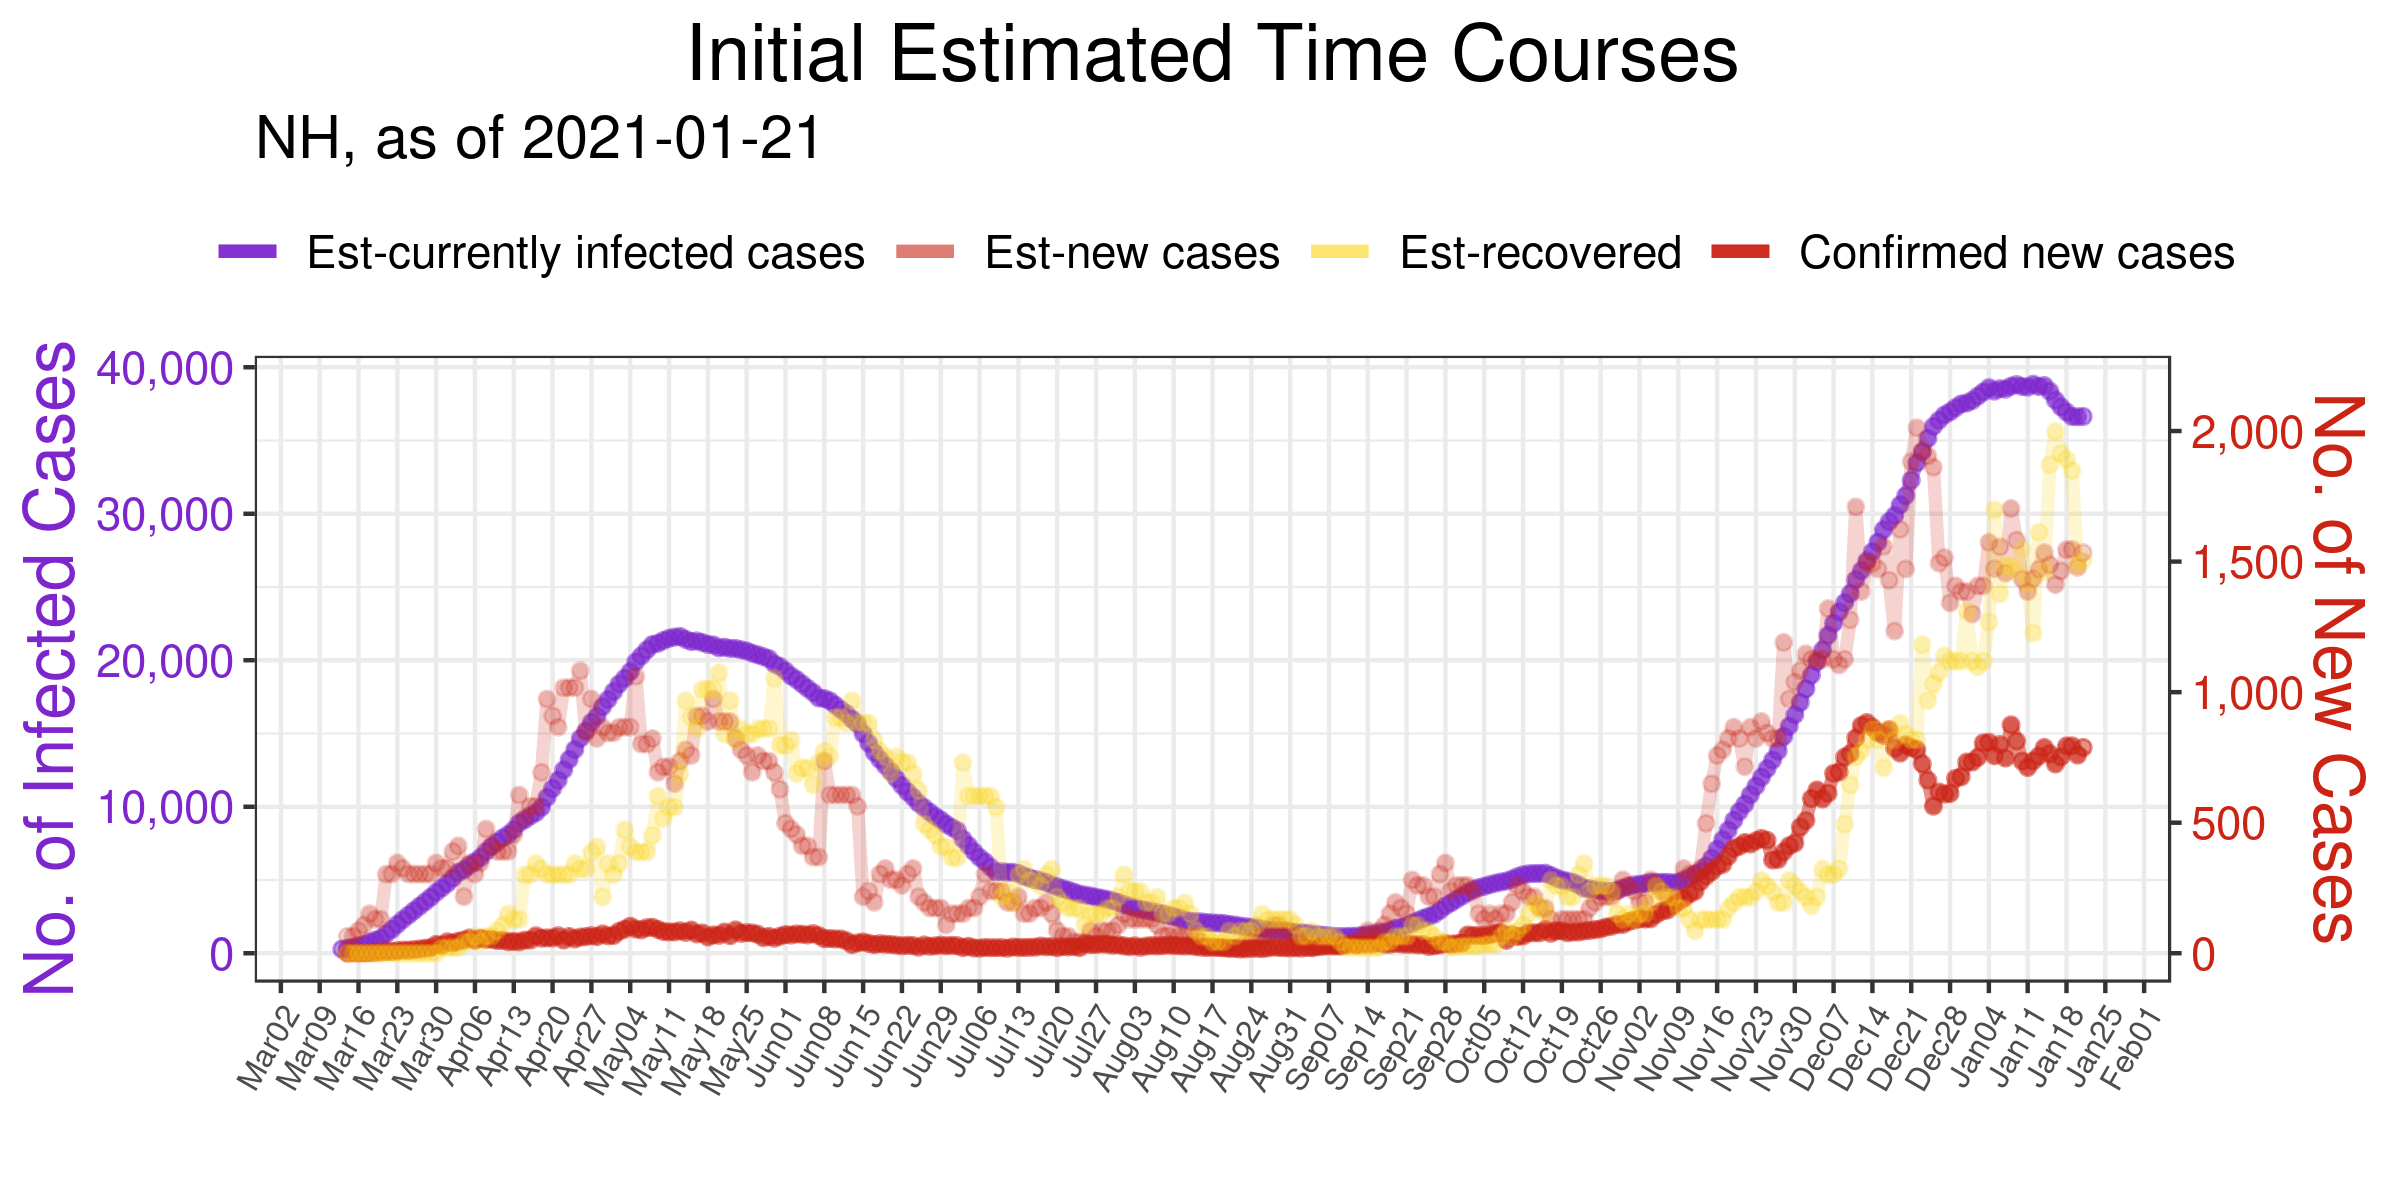 Initial Estimated Time Courses
NH, as of 2021-01-21
Est-currently infected cases Est-new cases Est-recovered Confirmed new cases
No. of Infected Cases
40,000
30,000
20,000
10,000
0
2,000
1,500
1,000
500
0
No. of New Cases
Mar02 Mar09 Mar16 Mar23 Mar30 Apr06 Apr13 Apr20 Apr27 May04 May11 May18 May25 Jun01 Jun08 Jun15 Jun22 Jun29 Jul06 Jul13 Jul20 Jul27 Aug03 Aug10 Aug17 Aug24 Aug31 Sep07 Sep14 Sep21 Sep28 Oct05 Oct12 Oct19 Oct26 Nov02 Nov09 Nov16 Nov23 Nov30 Dec07 Dec14 Dec21 Dec28 Jan04 Jan11 Jan18 Jan25 Feb01